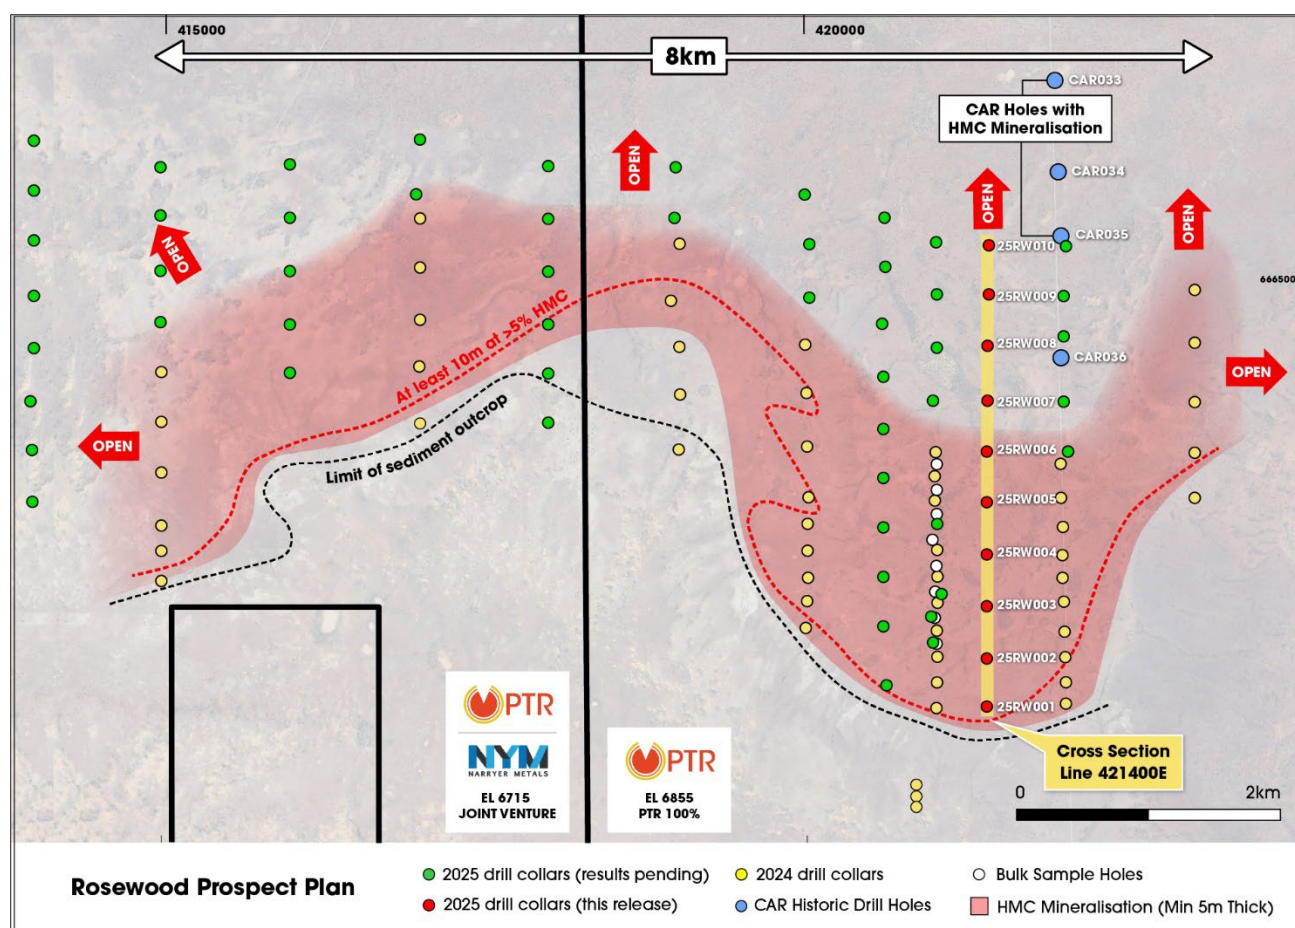 415000
420000
8km
CAR033
CAR Holes with
HMC Mineralisation
OPEN
CAR034
OPEN
OPEN
CAR035
OPEN
25RW010
666500
25RW009
25RW008
CAR036
At least 10m at >5% HMC
OPEN
25RW007
OPEN
25RW006
Limit of sediment outcrop
25RW005
25RW004
25RW003
25RW002
25RW001
PTR
NYM
NARRYER METALS
EL 6715
JOINT VENTURE
PTR
EL 6855
PTR 100%
Cross Section
Line 421400E
0 2km
Rosewood Prospect Plan
2025 drill collars (results pending)
2024 drill collars
Bulk Sample Holes
2025 drill collars (this release)
CAR Historic Drill Holes
HMC Mineralisation (Min 5m Thick)